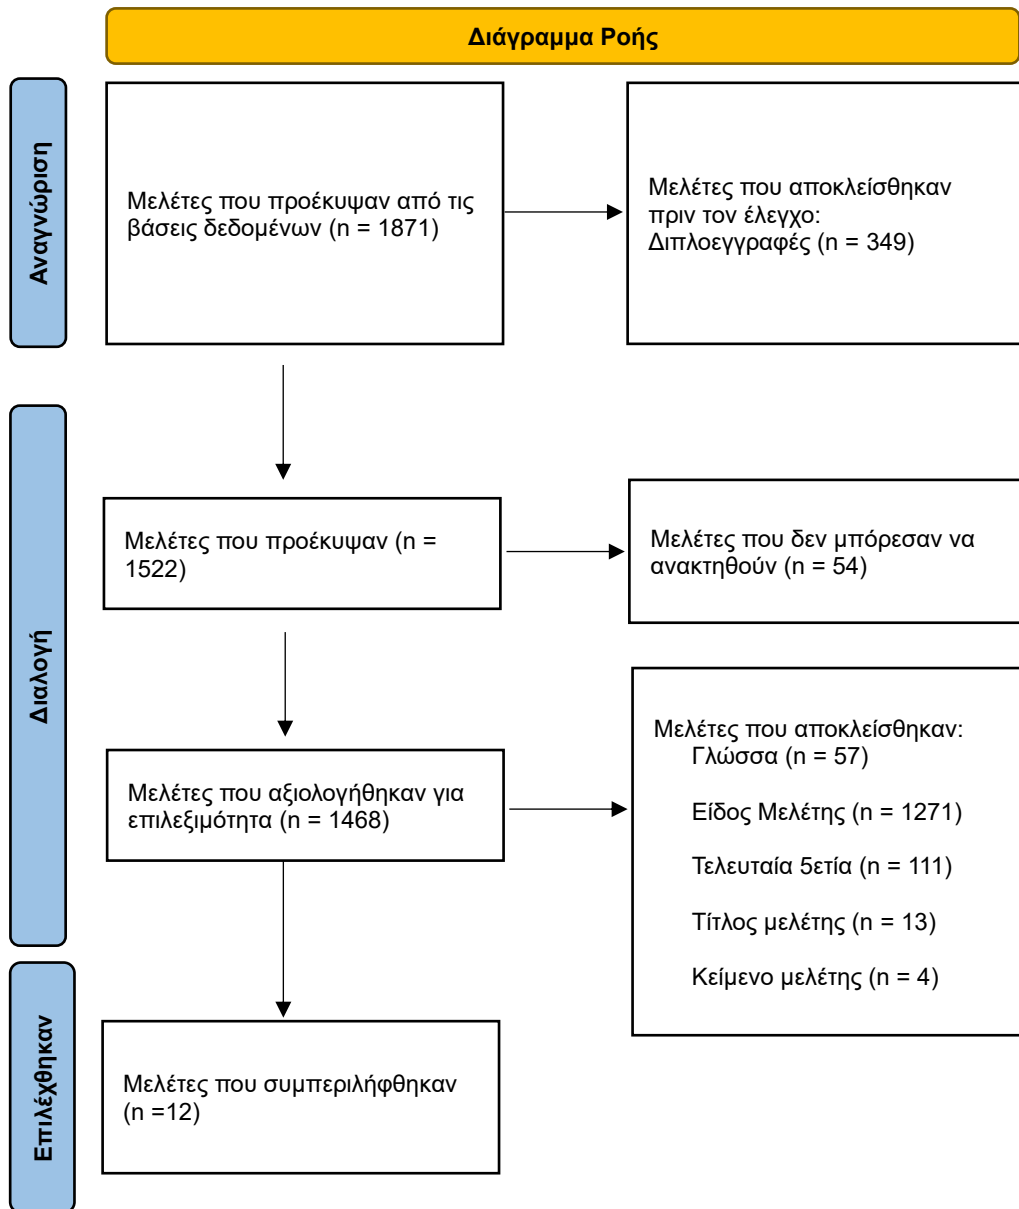 Διάγραμμα Ροής
Αναγνώριση
Μελέτες που προέκυψαν από τις
βάσεις δεδομένων (n = 1871)
Μελέτες που αποκλείσθηκαν
πριν τον έλεγχο:
Διπλοεγγραφές (n = 349)
Διαλογή
Μελέτες που προέκυψαν (n =
1522)
Μελέτες που δεν μπόρεσαν να
ανακτηθούν (n = 54)
Μελέτες που αξιολογήθηκαν για
επιλεξιμότητα (n = 1468)
Μελέτες που αποκλείσθηκαν:
Γλώσσα (n = 57)
Είδος Μελέτης (n = 1271)
Τελευταία 5ετία (n = 111)
Τίτλος μελέτης (n = 13)
Κείμενο μελέτης (n = 4)
Επιλέχθηκαν
Μελέτες που συμπεριλήφθηκαν
(n =12)